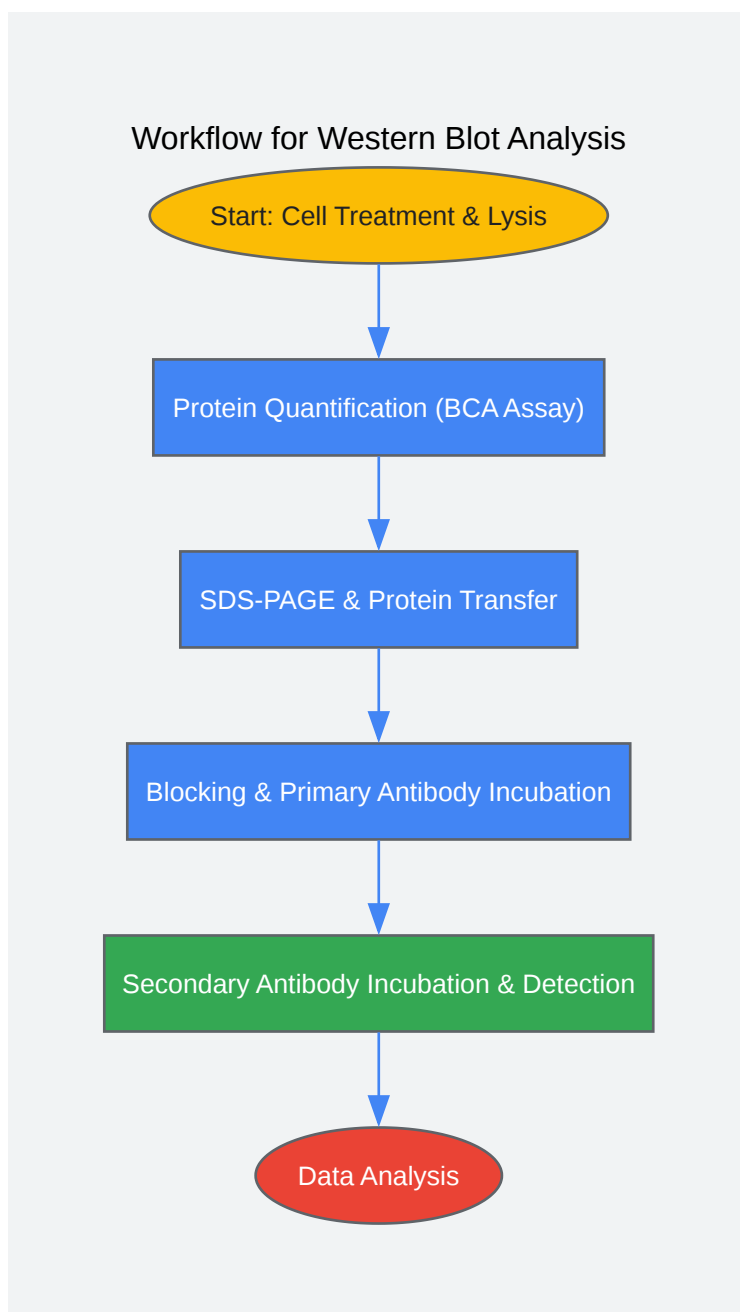 Workflow for Western Blot Analysis
Start: Cell Treatment & Lysis
Protein Quantification (BCA Assay)
SDS-PAGE & Protein Transfer
Blocking & Primary Antibody Incubation
Secondary Antibody Incubation & Detection
Data Analysis